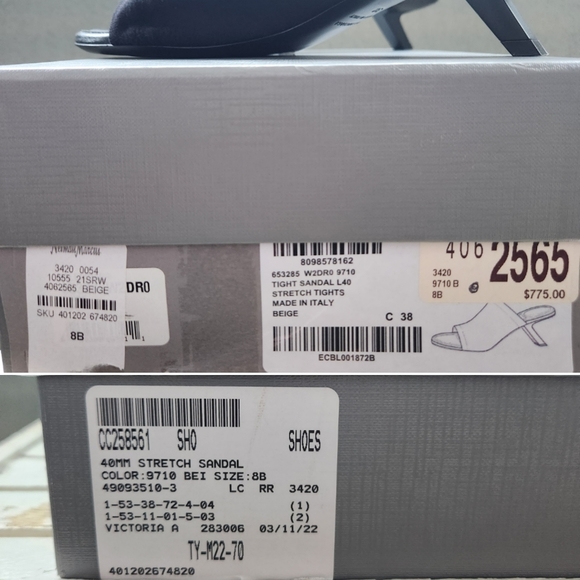 Neiman Marcus
3420 0054
10555 21SRW
4062565 BEIGE
SKU 401202 674820
8B
DR0
8098578162
653285 W2DR0 9710
TIGHT SANDAL L40
STRETCH TIGHTS
MADE IN ITALY
BEIGE
C 38
ECBL001872B
406 2565
3420
9710 B
8B
$775.00
CC258561 SHO SHOES
40MM STRETCH SANDAL
COLOR:9710 BEI SIZE:8B
49093510-3 LC RR 3420
1-53-38-72-4-04 (1)
1-53-11-01-5-03 (2)
VICTORIA A 283006 03/11/22
TY-M22-70
401202674820